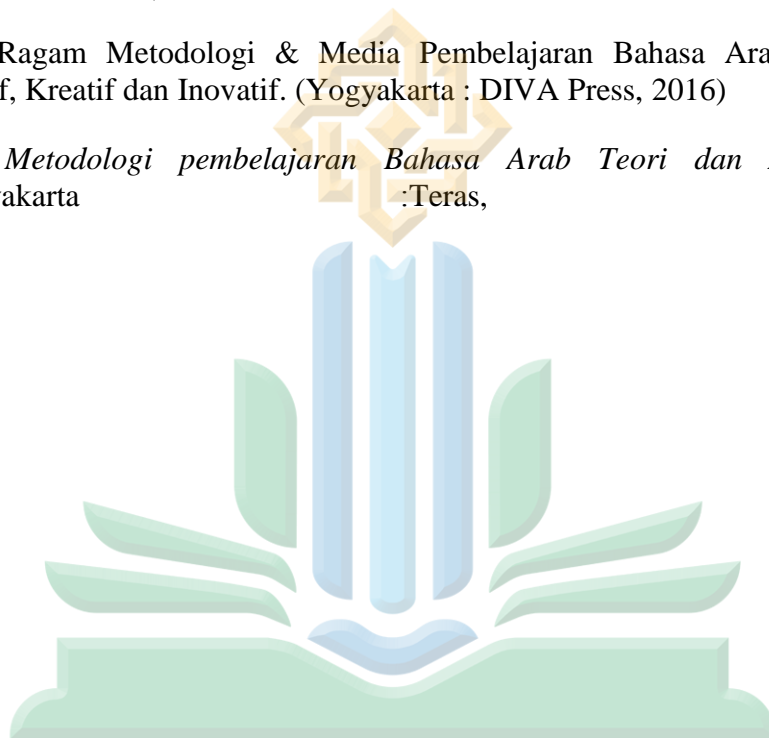 Ragam Metodologi & Media Pembelajaran Bahasa Ara
f, Kreatif dan Inovatif. (Yogyakarta : DIVA Press, 2016)
Metodologi pembelajaran Bahasa Arab Teori dan
yakarta :Teras,